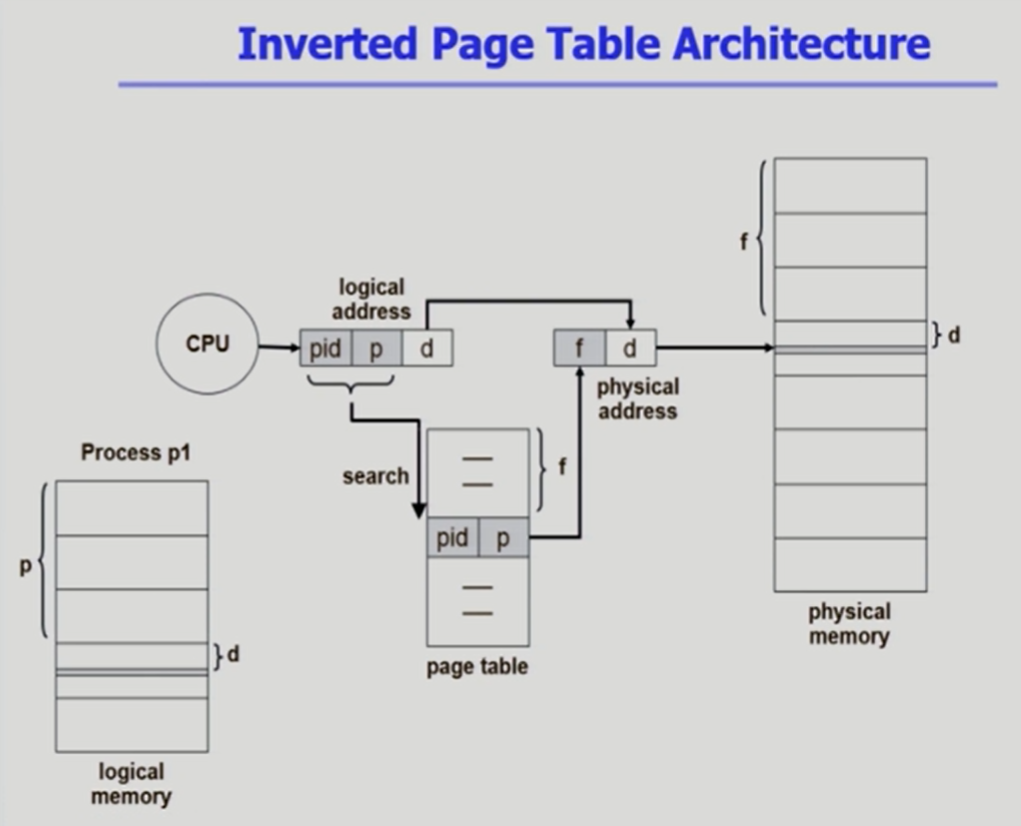 Inverted Page Table Architecture
f
logical
address
CPU
pid
p
d
f
d
d
physical
address
Process p1
search
f
p
pid
p
d
page table
physical
memory
logical
memory